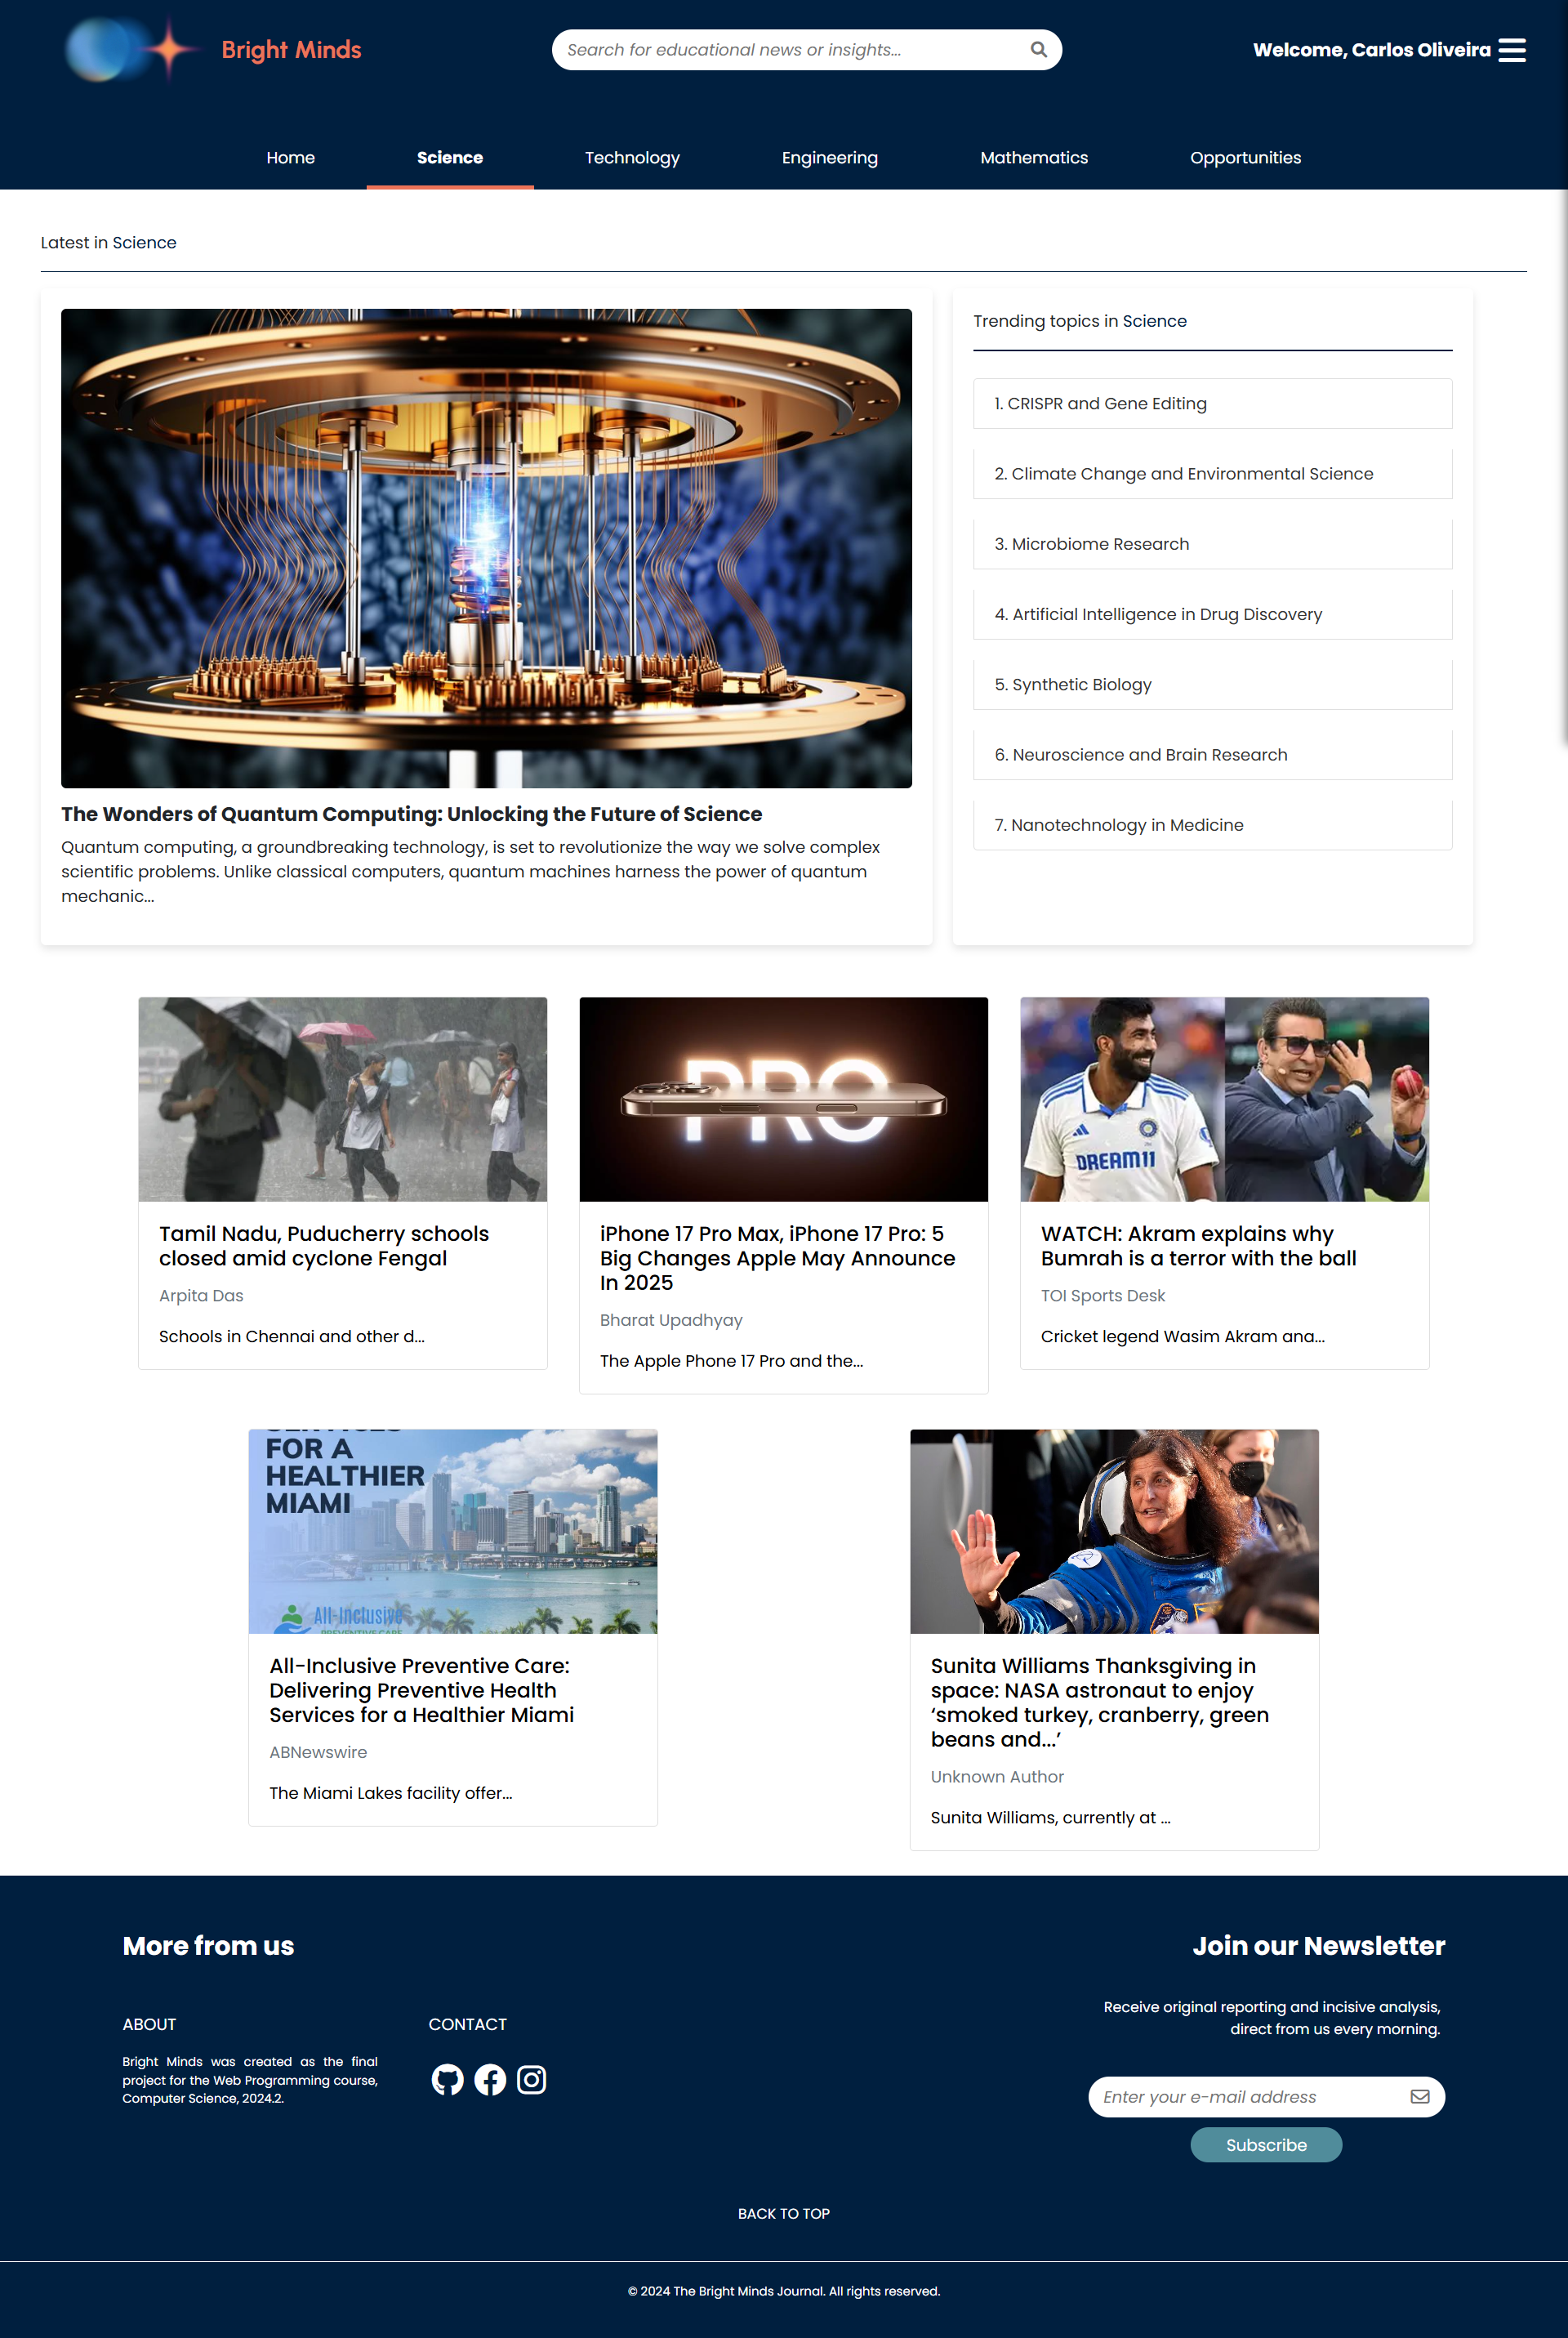 Bright Minds
Search for educational news or insights...
Welcome, Carlos Oliveira
Home
Science
Technology
Engineering
Mathematics
Opportunities
Latest in Science
Trending topics in Science
1. CRISPR and Gene Editing
2. Climate Change and Environmental Science
3. Microbiome Research
4. Artificial Intelligence in Drug Discovery
5. Synthetic Biology
6. Neuroscience and Brain Research
7. Nanotechnology in Medicine
The Wonders of Quantum Computing: Unlocking the Future of Science
Quantum computing, a groundbreaking technology, is set to revolutionize the way we solve complex
scientific problems. Unlike classical computers, quantum machines harness the power of quantum
mechanic...
Tamil Nadu, Puducherry schools
closed amid cyclone Fengal
Arpita Das
Schools in Chennai and other d...
PRO
iPhone 17 Pro Max, iPhone 17 Pro: 5
Big Changes Apple May Announce
In 2025
Bharat Upadhyay
The Apple Phone 17 Pro and the...
DREAM11
WATCH: Akram explains why
Bumrah is a terror with the ball
TOI Sports Desk
Cricket legend Wasim Akram ana...
FOR A
HEALTHIER
MIAMI
All-Inclusive
PREVENTIVE CARE
All-Inclusive Preventive Care:
Delivering Preventive Health
Services for a Healthier Miami
ABNewswire
The Miami Lakes facility offer...
Sunita Williams Thanksgiving in
space: NASA astronaut to enjoy
‘smoked turkey, cranberry, green
beans and...’
Unknown Author
Sunita Williams, currently at ...
More from us
ABOUT
Bright Minds was created as the final
project for the Web Programming course,
Computer Science, 2024.2.
CONTACT
Join our Newsletter
Receive original reporting and incisive analysis,
direct from us every morning.
Enter your e-mail address
Subscribe
BACK TO TOP
© 2024 The Bright Minds Journal. All rights reserved.